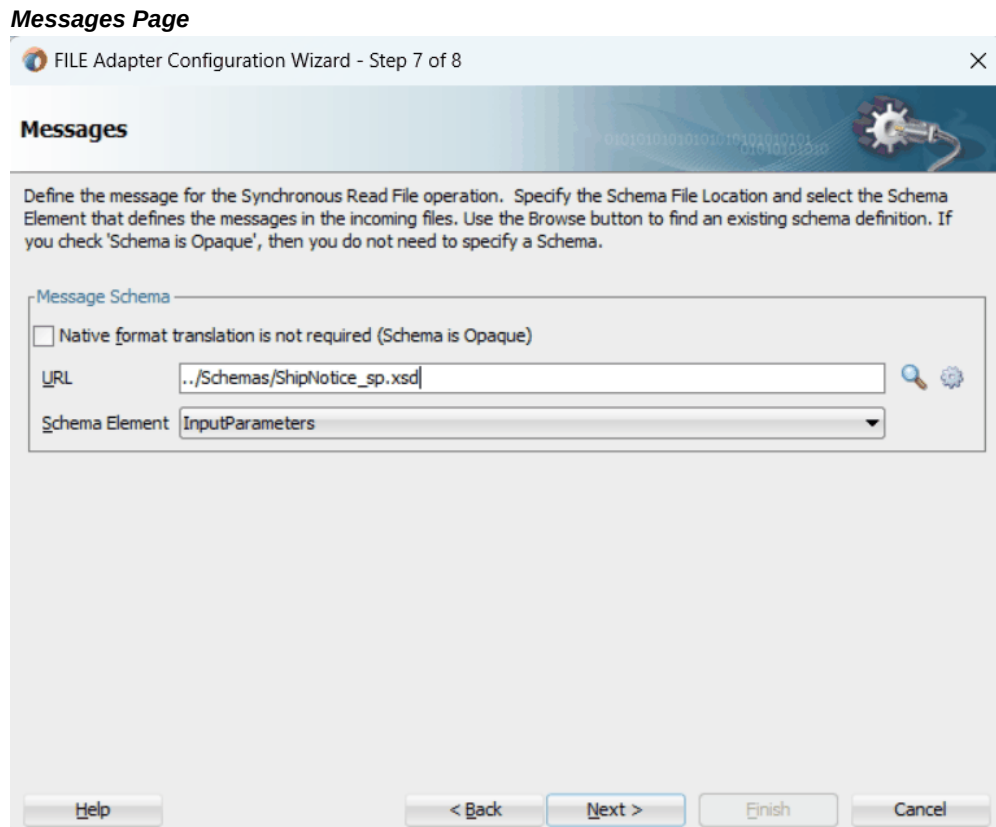 Messages Page
FILE Adapter Configuration Wizard - Step 7 of 8
Messages
Define the message for the Synchronous Read File operation.  Specify the Schema File Location and select the Schema
Element that defines the messages in the incoming files. Use the Browse button to find an existing schema definition. If
you check 'Schema is Opaque', then you do not need to specify a Schema.
Message Schema
Native format translation is not required (Schema is Opaque)
URL ../Schemas/ShipNotice_sp.xsd
Schema Element InputParameters
Help < Back Next > Finish Cancel